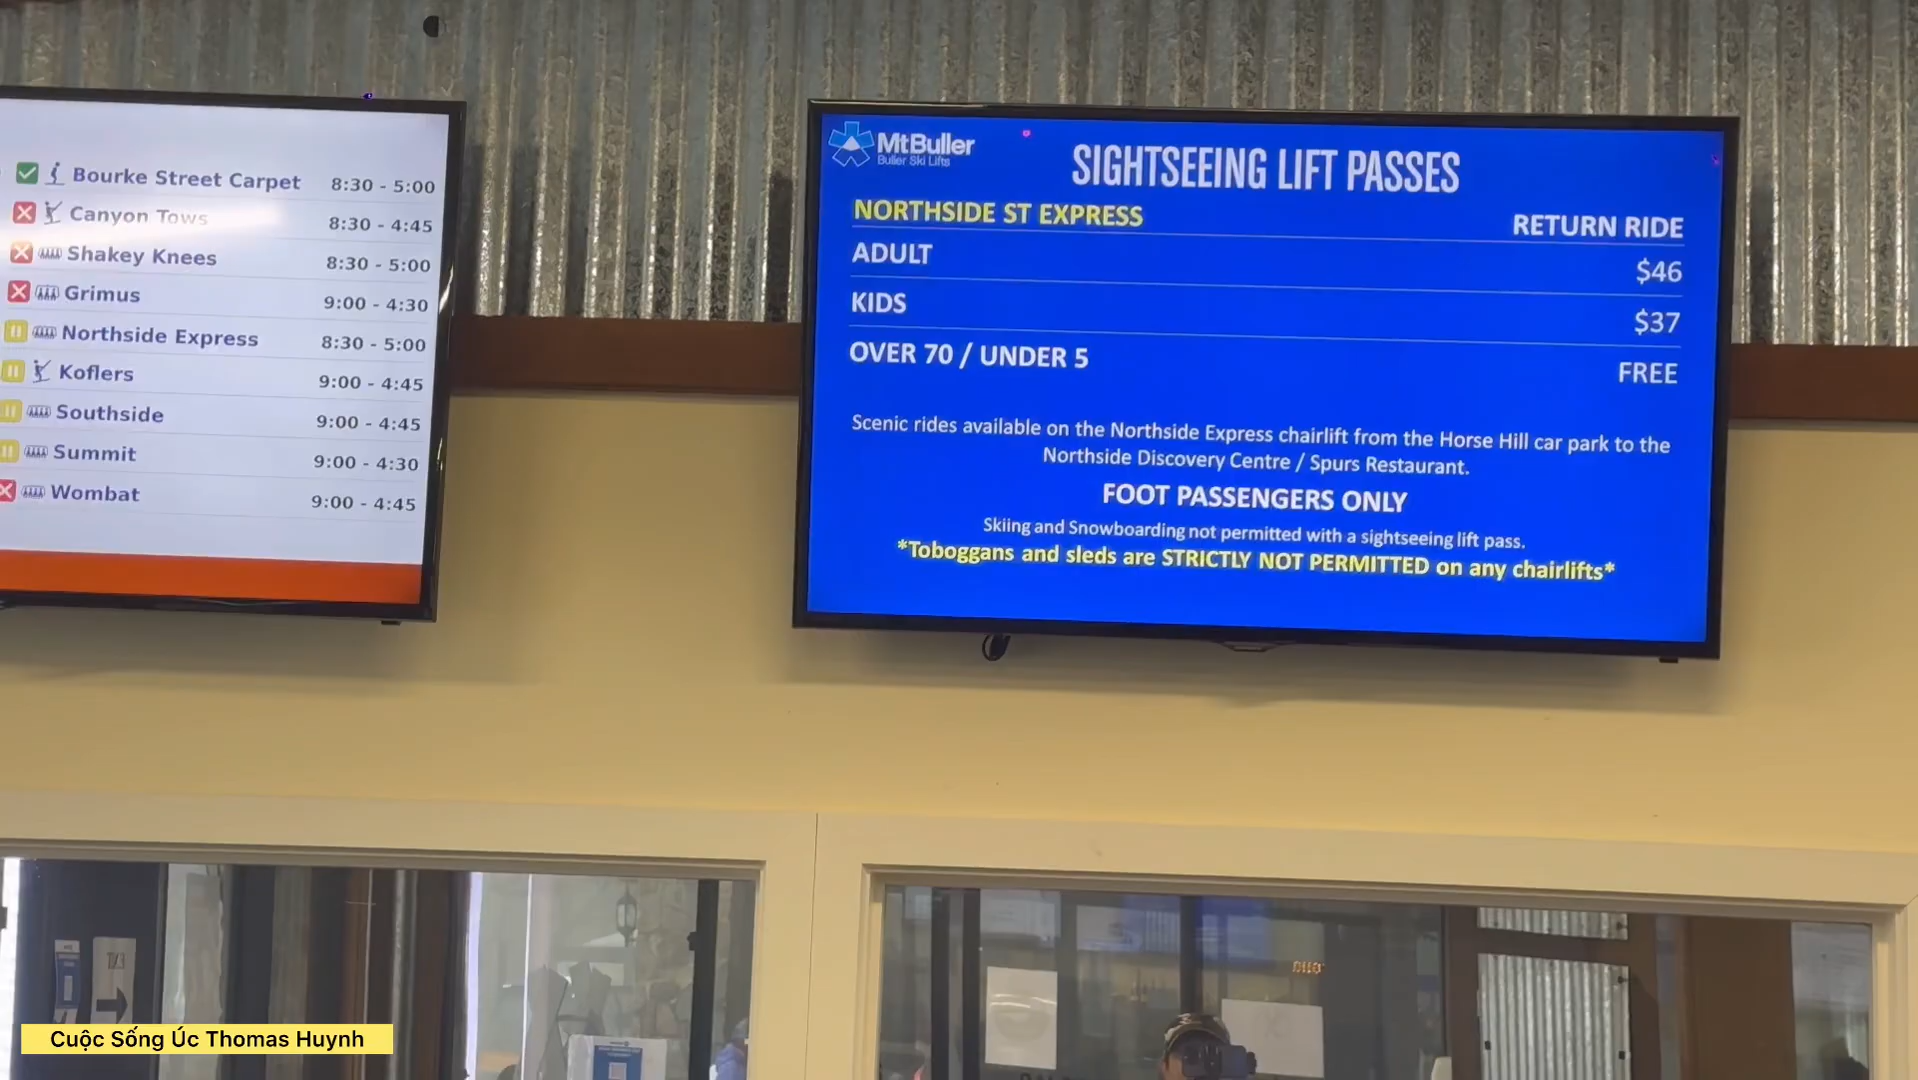 Bourke Street Carpet 8:30 - 5:00
Canyon Tows 8:30 - 4:45
Shakey Knees 8:30 - 5:00
Grimus 9:00 - 4:30
Northside Express 8:30 - 5:00
Koflers 9:00 - 4:45
Southside 9:00 - 4:45
Summit 9:00 - 4:30
Wombat 9:00 - 4:45
Mt Buller
Buller Ski Lifts
SIGHTSEEING LIFT PASSES
NORTHSIDE ST EXPRESS RETURN RIDE
ADULT $46
KIDS $37
OVER 70 / UNDER 5 FREE
Scenic rides available on the Northside Express chairlift from the Horse Hill car park to the
Northside Discovery Centre / Spurs Restaurant.
FOOT PASSENGERS ONLY
Skiing and Snowboarding not permitted with a sightseeing lift pass.
*Toboggans and sleds are STRICTLY NOT PERMITTED on any chairlifts*
Cuộc Sống Úc Thomas Huynh